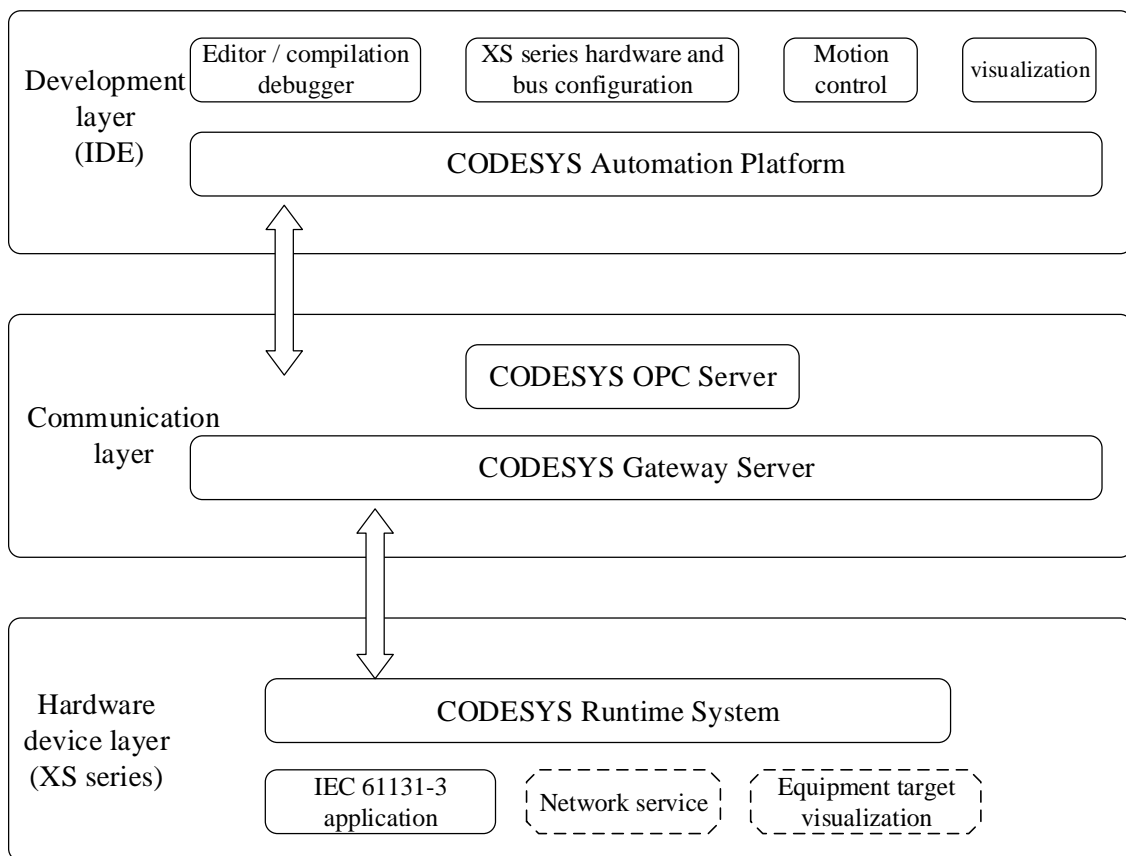 Development
layer
(IDE)
Editor / compilation
debugger
XS series hardware and
bus configuration
Motion
control
visualization
CODESYS Automation Platform
Communication
layer
CODESYS OPC Server
CODESYS Gateway Server
Hardware
device layer
(XS series)
CODESYS Runtime System
IEC 61131-3
application
Network service
Equipment target
visualization